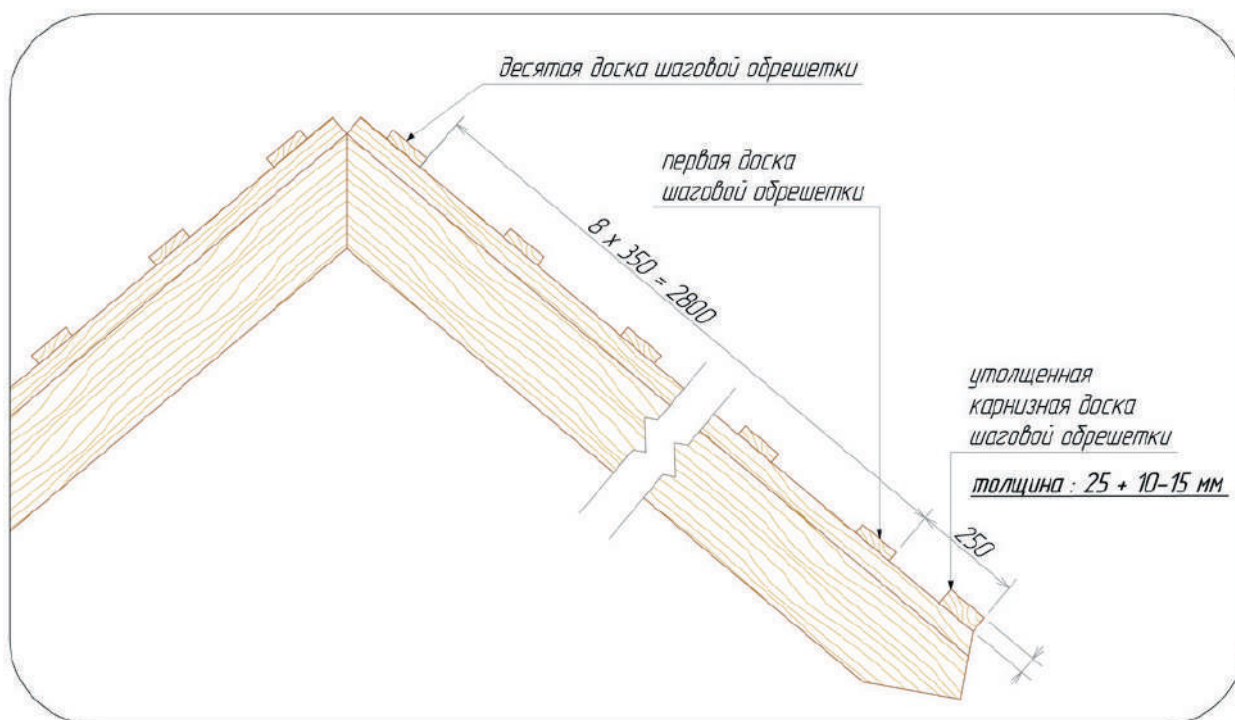 десятая доска шаговой обрешетки
первая доска
шаговой обрешетки
8 x 350 = 2800
утолщенная
карнизная доска
шаговой обрешетки
толщина : 25 + 10-15 мм
250